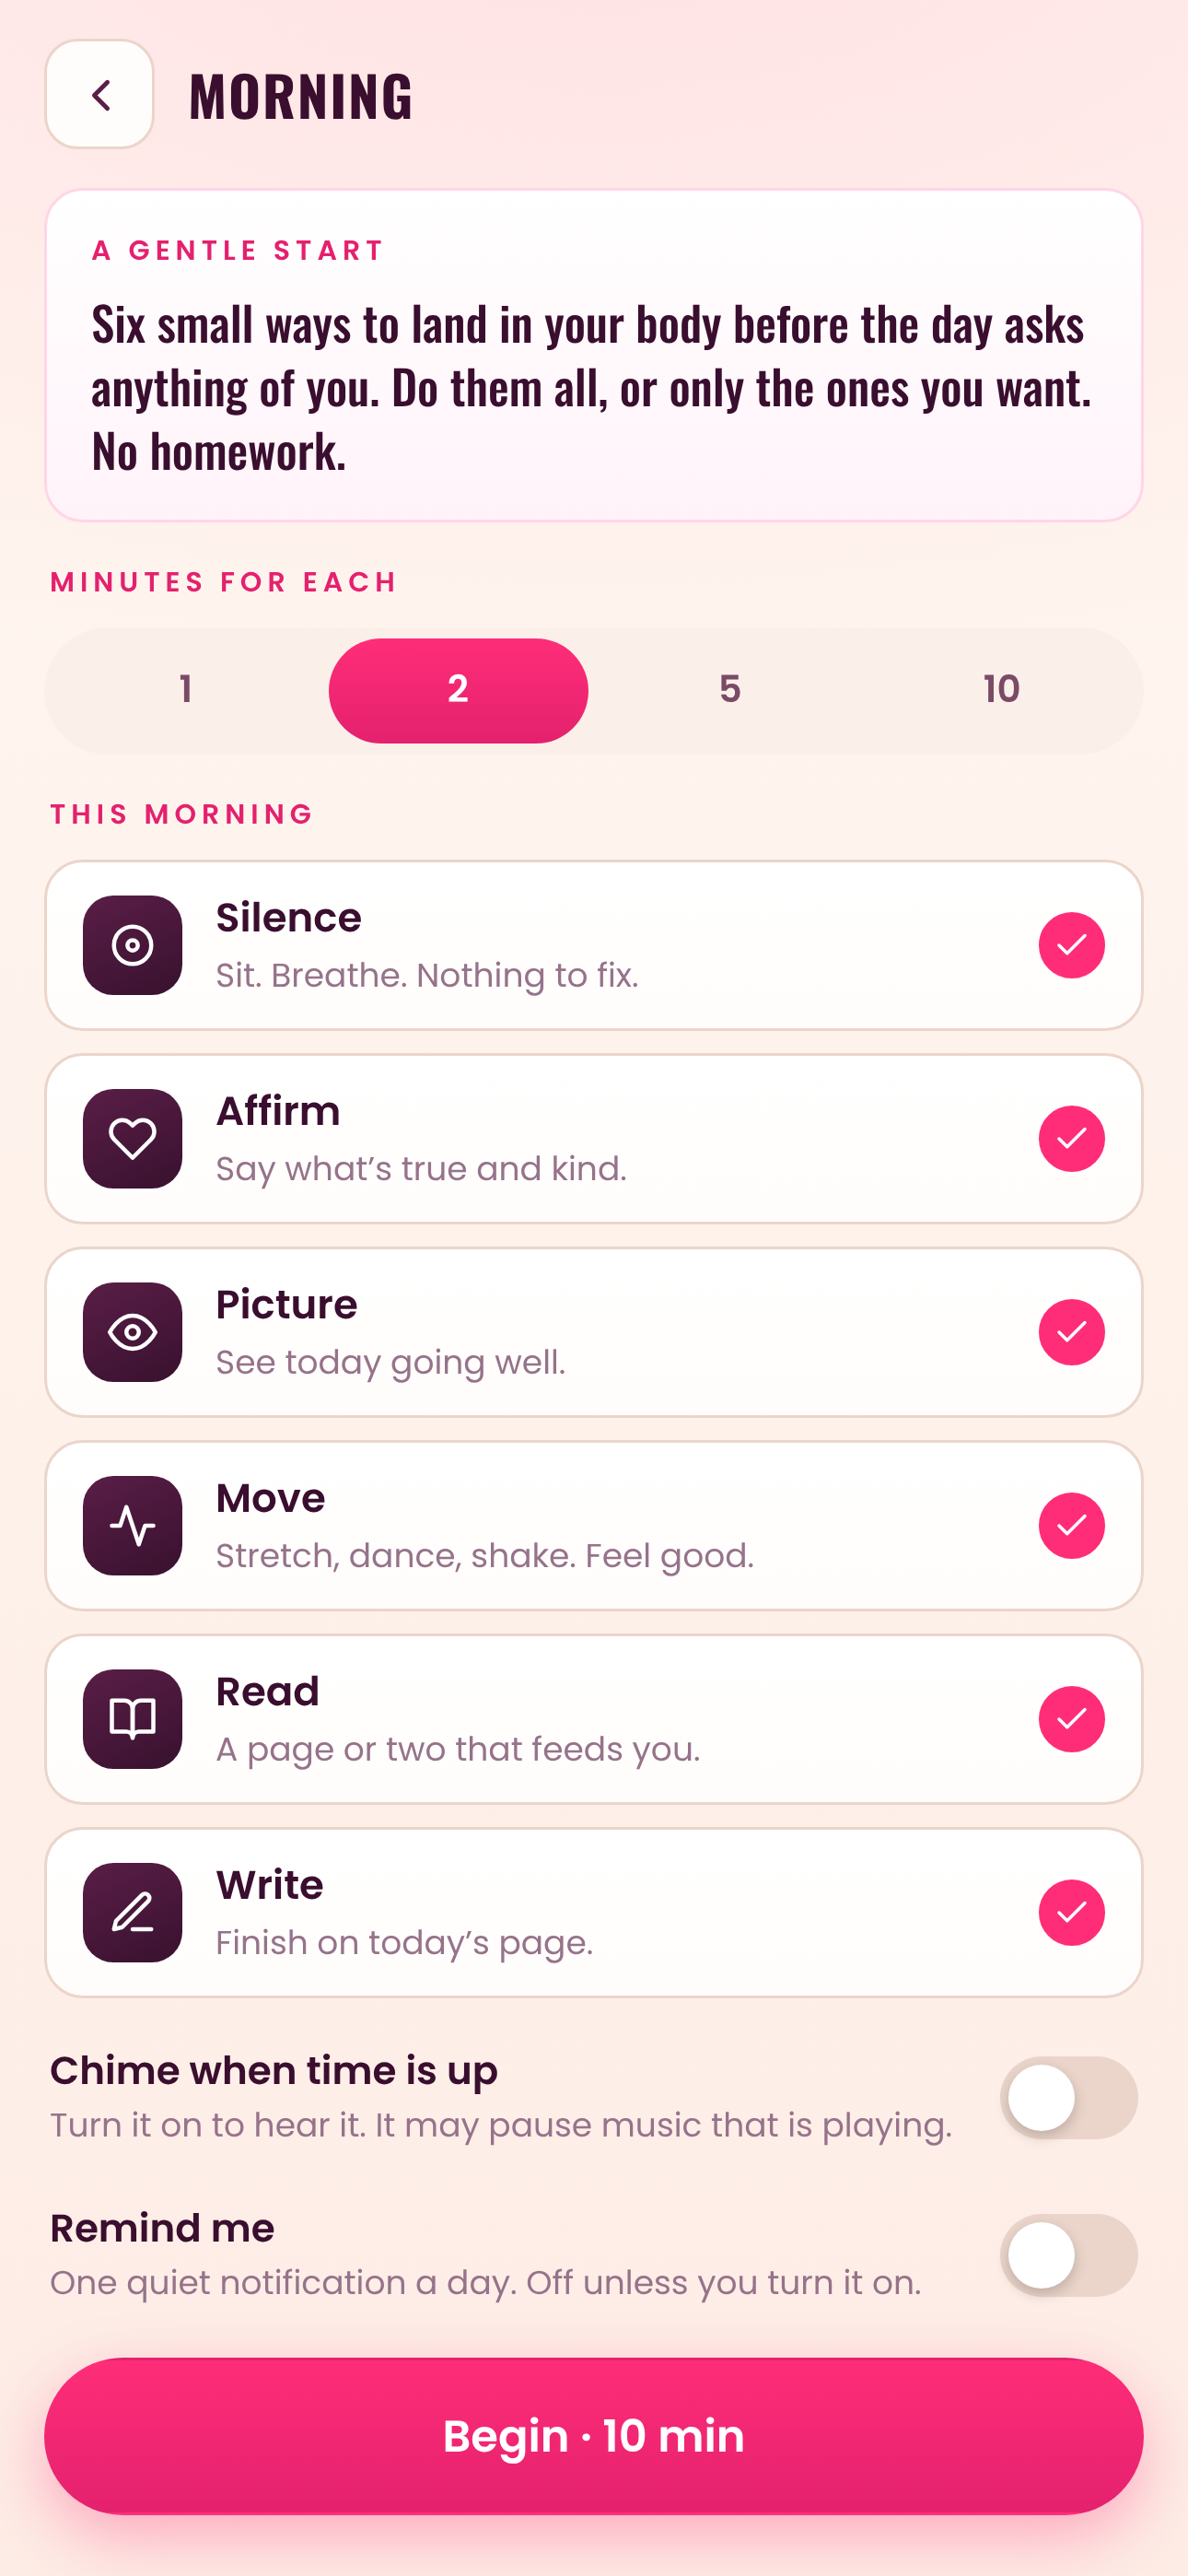 MORNING
A GENTLE START
Six small ways to land in your body before the day asks
anything of you. Do them all, or only the ones you want.
No homework.
MINUTES FOR EACH
1 2 5 10
THIS MORNING
Silence
Sit. Breathe. Nothing to fix.
Affirm
Say what’s true and kind.
Picture
See today going well.
Move
Stretch, dance, shake. Feel good.
Read
A page or two that feeds you.
Write
Finish on today’s page.
Chime when time is up
Turn it on to hear it. It may pause music that is playing.
Remind me
One quiet notification a day. Off unless you turn it on.
Begin · 10 min